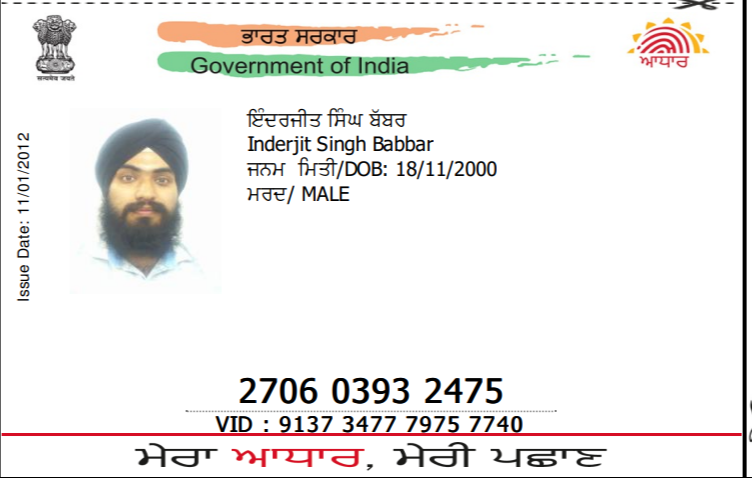 ਭਾਰਤ ਸਰਕਾਰ
Government of India
सत्यमेव जयते
ਆਧਾਰ
Issue Date: 11/01/2012
ਇੰਦਰਜੀਤ ਸਿੰਘ ਬੱਬਰ
Inderjit Singh Babbar
ਜਨਮ ਮਿਤੀ/DOB: 18/11/2000
ਮਰਦ/ MALE
2706 0393 2475
VID : 9137 3477 7975 7740
ਮੇਰਾ ਆਧਾਰ, ਮੇਰੀ ਪਛਾਣ